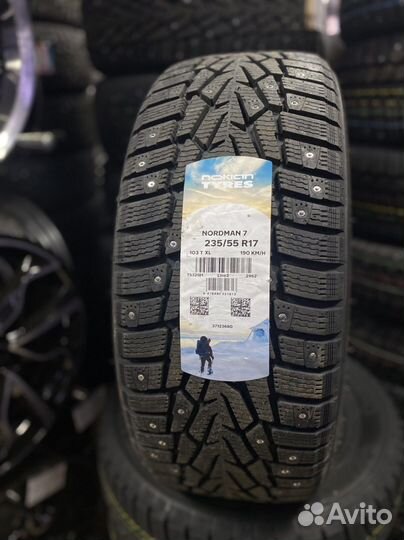 nokian
TYRES
NORDMAN 7
235/55 R17
103 T XL 190 KM/H
Avito